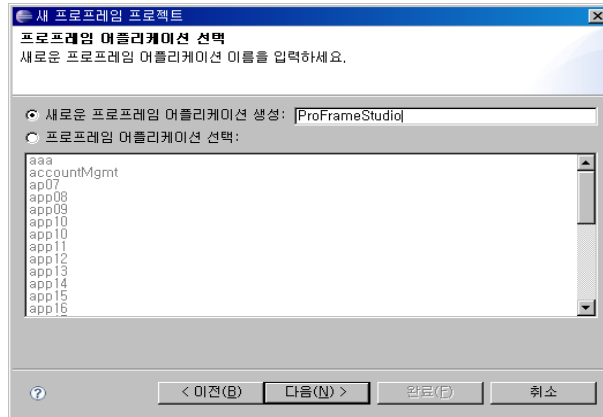 새 프로프레임 프로젝트
프로프레임 어플리케이션 선택
새로운 프로프레임 어플리케이션 이름을 입력하세요.
새로운 프로프레임 어플리케이션 생성: ProFrameStudio
프로프레임 어플리케이션 선택:
aaa
accountMgmt
ap07
app08
app09
app10
app10
app11
app12
app13
app14
app15
app16
< 이전(B) 다음(N) > 완료(F) 취소